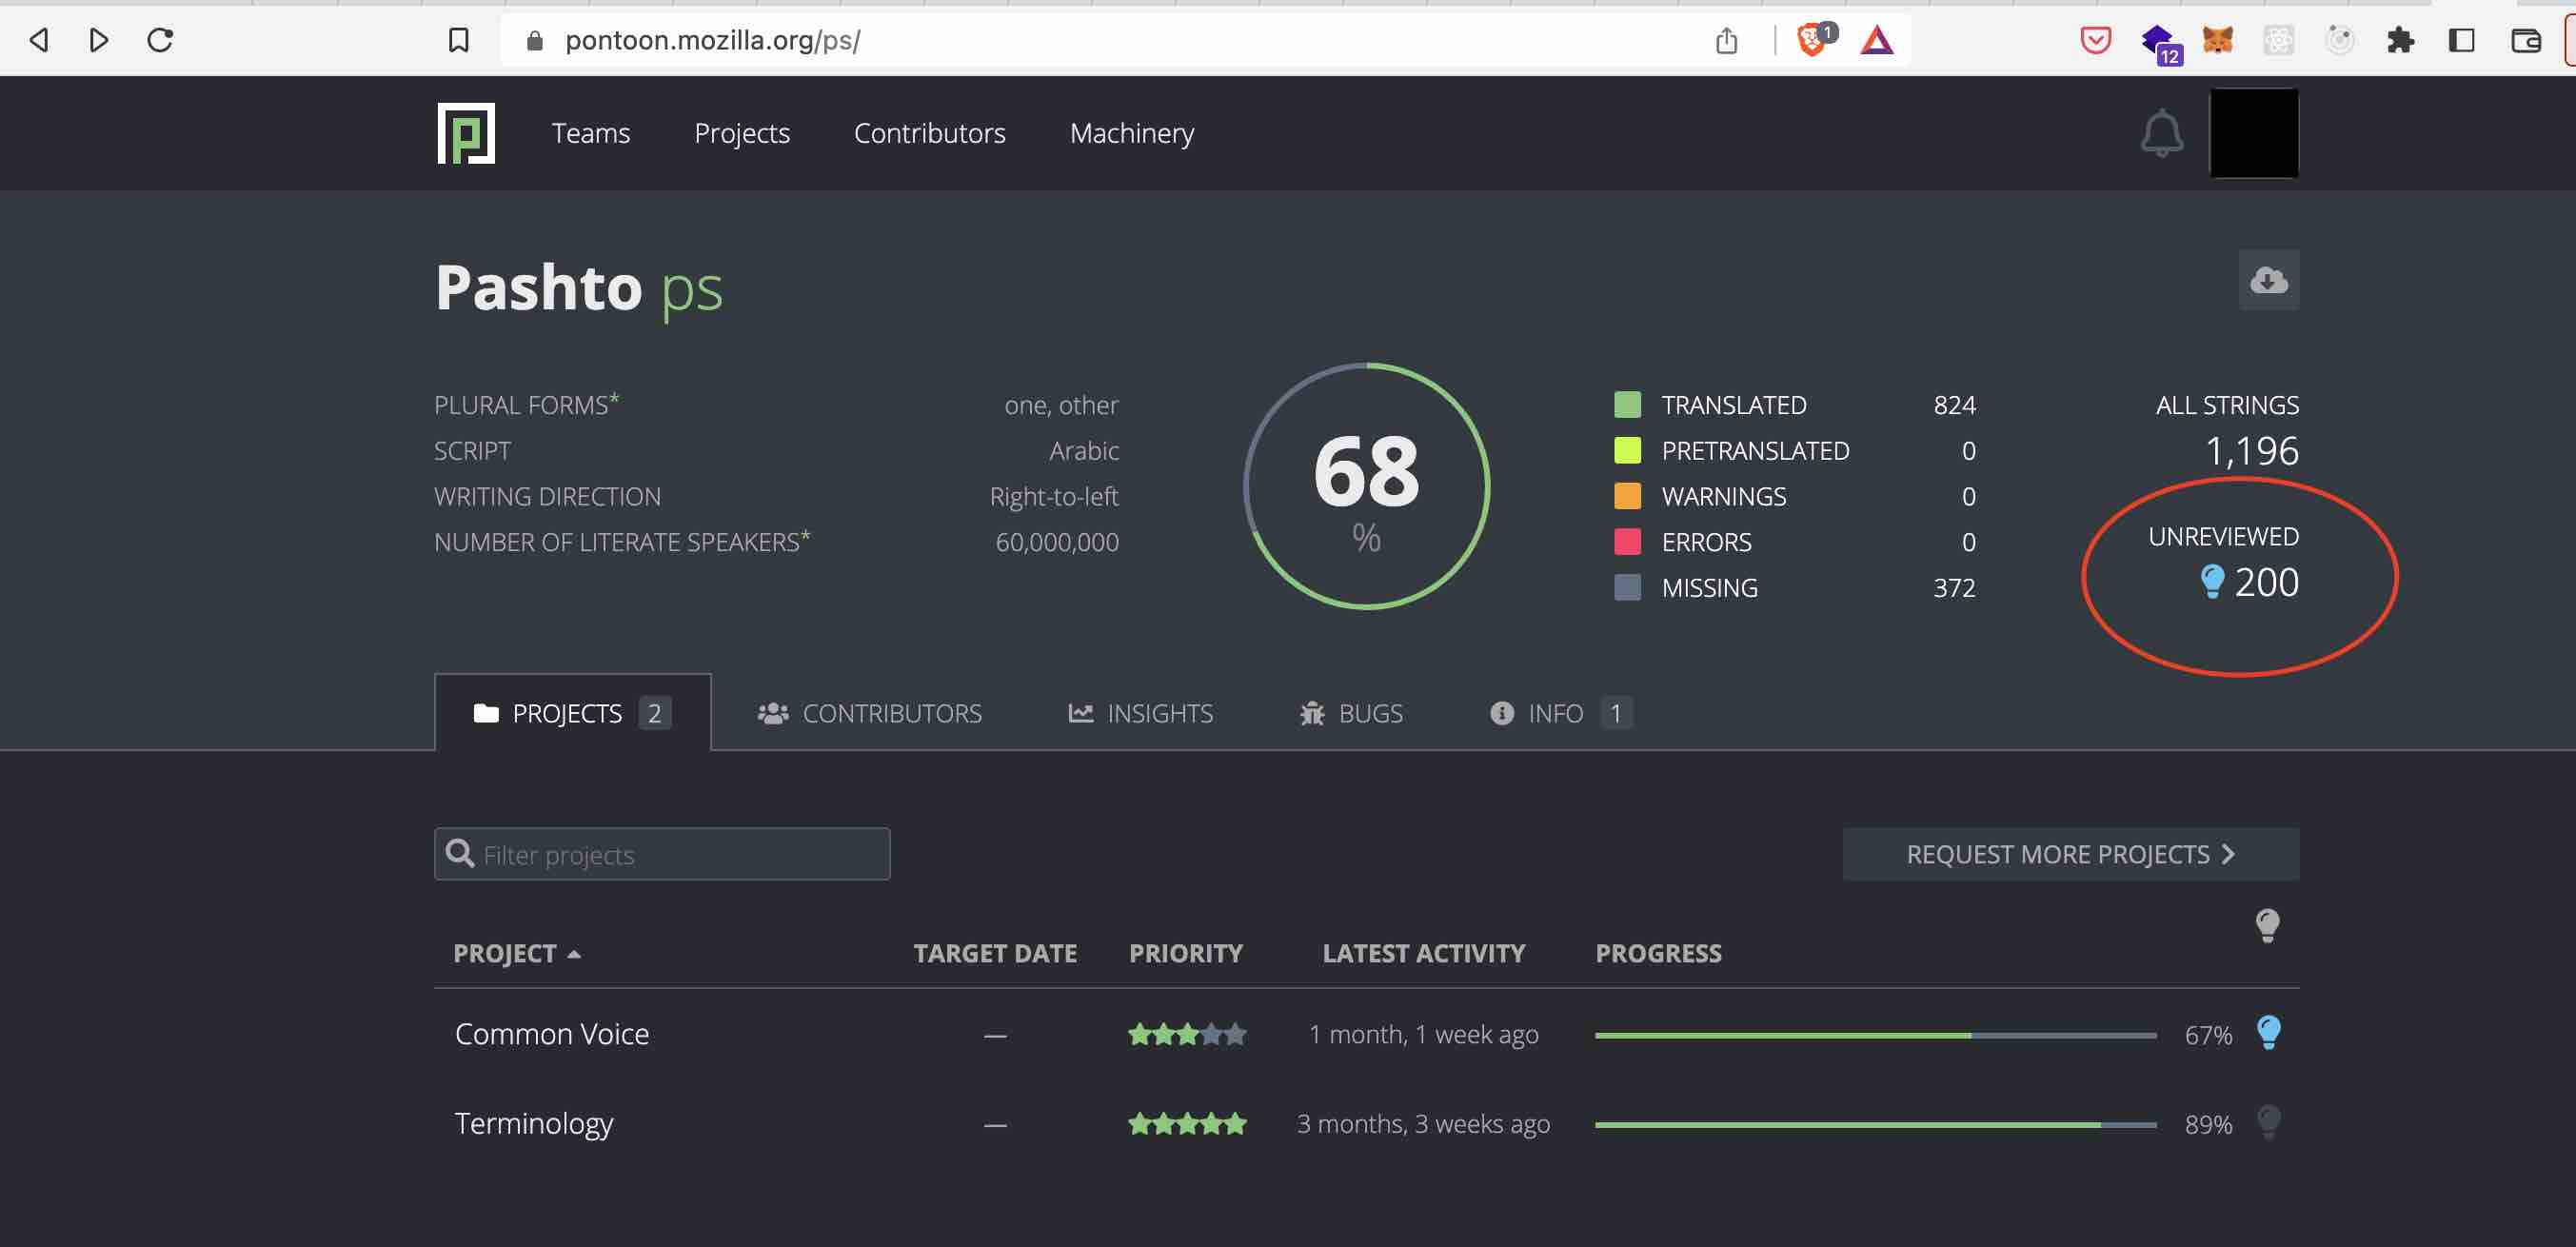 pontoon.mozilla.org/ps/
1
12
Teams Projects Contributors Machinery
Pashto ps
PLURAL FORMS* one, other
SCRIPT Arabic
WRITING DIRECTION Right-to-left
NUMBER OF LITERATE SPEAKERS* 60,000,000
68
%
TRANSLATED 824
PRETRANSLATED 0
WARNINGS 0
ERRORS 0
MISSING 372
ALL STRINGS
1,196
UNREVIEWED
200
PROJECTS 2 CONTRIBUTORS INSIGHTS BUGS INFO 1
Filter projects REQUEST MORE PROJECTS
PROJECT TARGET DATE PRIORITY LATEST ACTIVITY PROGRESS
Common Voice — 1 month, 1 week ago 67%
Terminology — 3 months, 3 weeks ago 89%